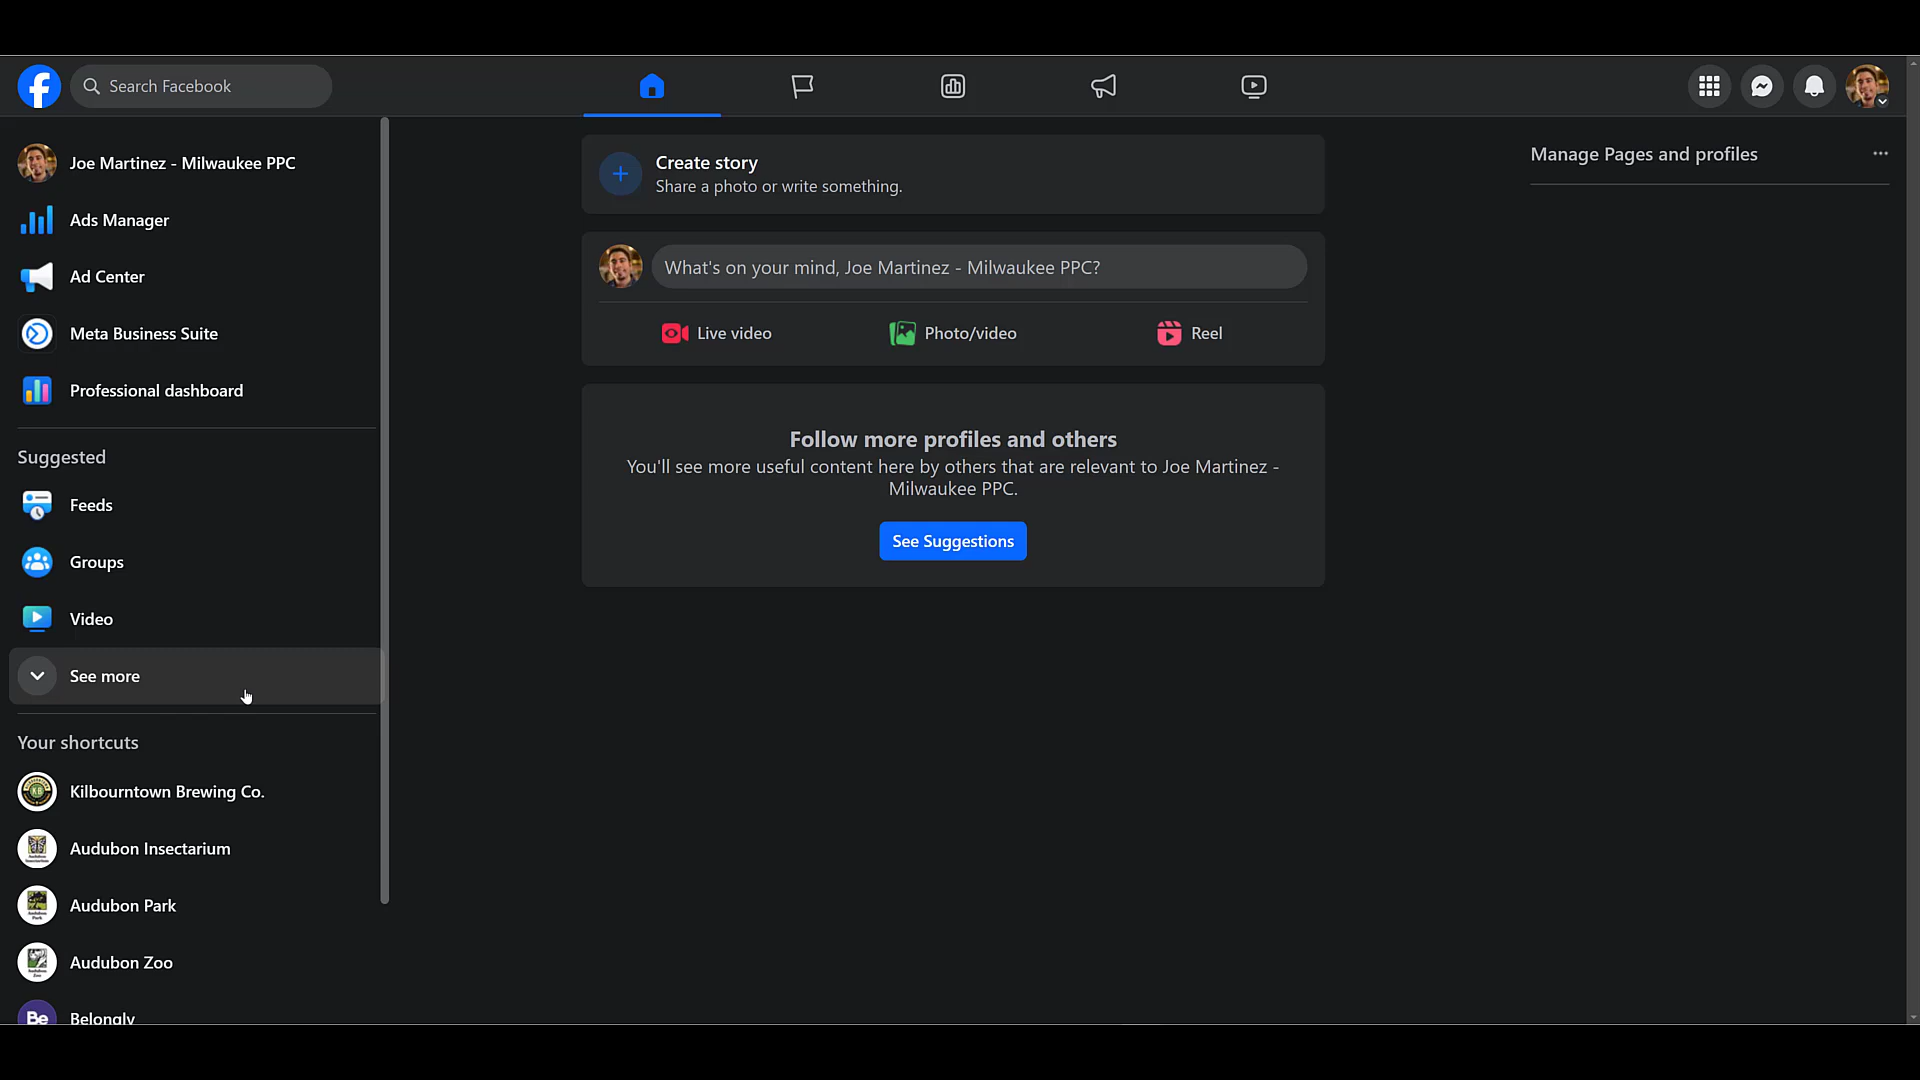 Search Facebook
Joe Martinez - Milwaukee PPC
Ads Manager
Ad Center
Meta Business Suite
Professional dashboard
Suggested
Feeds
Groups
Video
See more
Your shortcuts
Kilbourntown Brewing Co.
Audubon Insectarium
Audubon Park
Audubon Zoo
Be
Belongly
Create story
Share a photo or write something.
What's on your mind, Joe Martinez - Milwaukee PPC?
Live video
Photo/video
Reel
Follow more profiles and others
You'll see more useful content here by others that are relevant to Joe Martinez -
Milwaukee PPC.
See Suggestions
Manage Pages and profiles